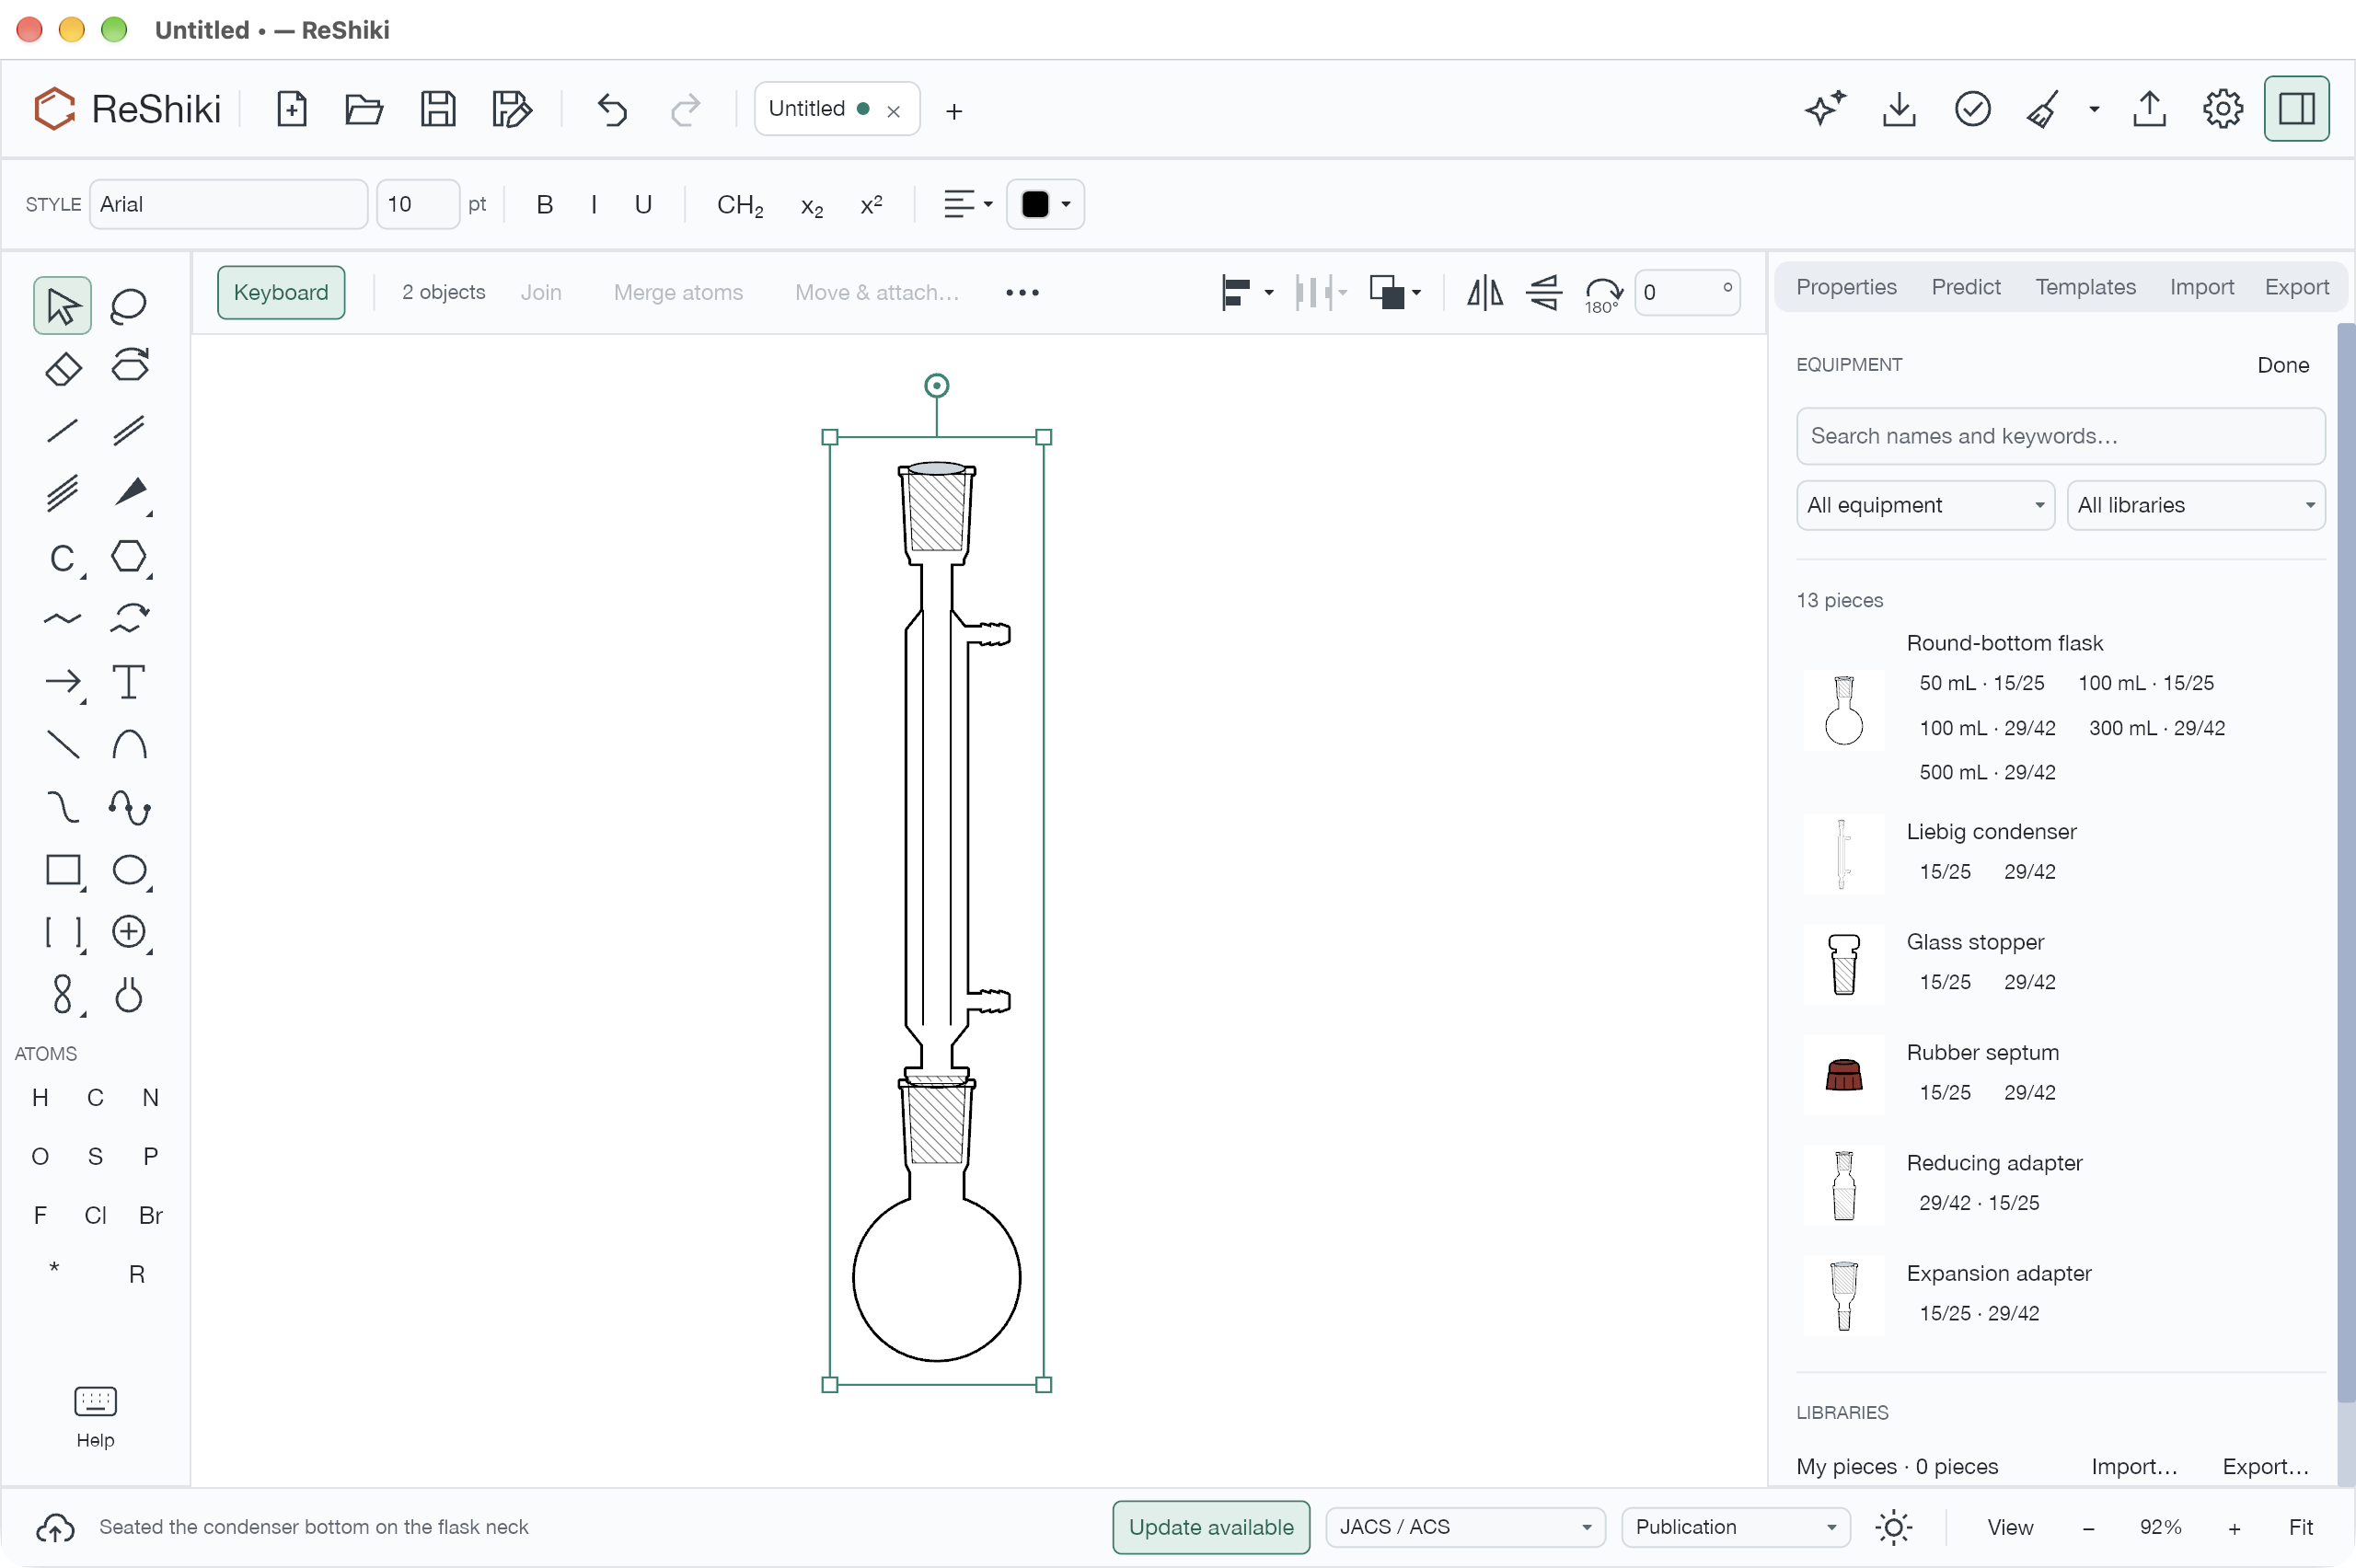 Untitled • — ReShiki
ReShiki
Untitled
STYLE Arial 10 pt B I U CH₂ x₂ x²
Keyboard 2 objects Join Merge atoms Move & attach... 180° 0 °
Properties Predict Templates Import Export
EQUIPMENT Done
Search names and keywords...
All equipment All libraries
13 pieces
Round-bottom flask
50 mL · 15/25 100 mL · 15/25
100 mL · 29/42 300 mL · 29/42
500 mL · 29/42
Liebig condenser
15/25 29/42
Glass stopper
15/25 29/42
Rubber septum
15/25 29/42
Reducing adapter
29/42 · 15/25
Expansion adapter
15/25 · 29/42
LIBRARIES
My pieces · 0 pieces Import... Export...
C
T
ATOMS
H C N
O S P
F Cl Br
* R
Help
Seated the condenser bottom on the flask neck
Update available JACS / ACS Publication View − 92% + Fit